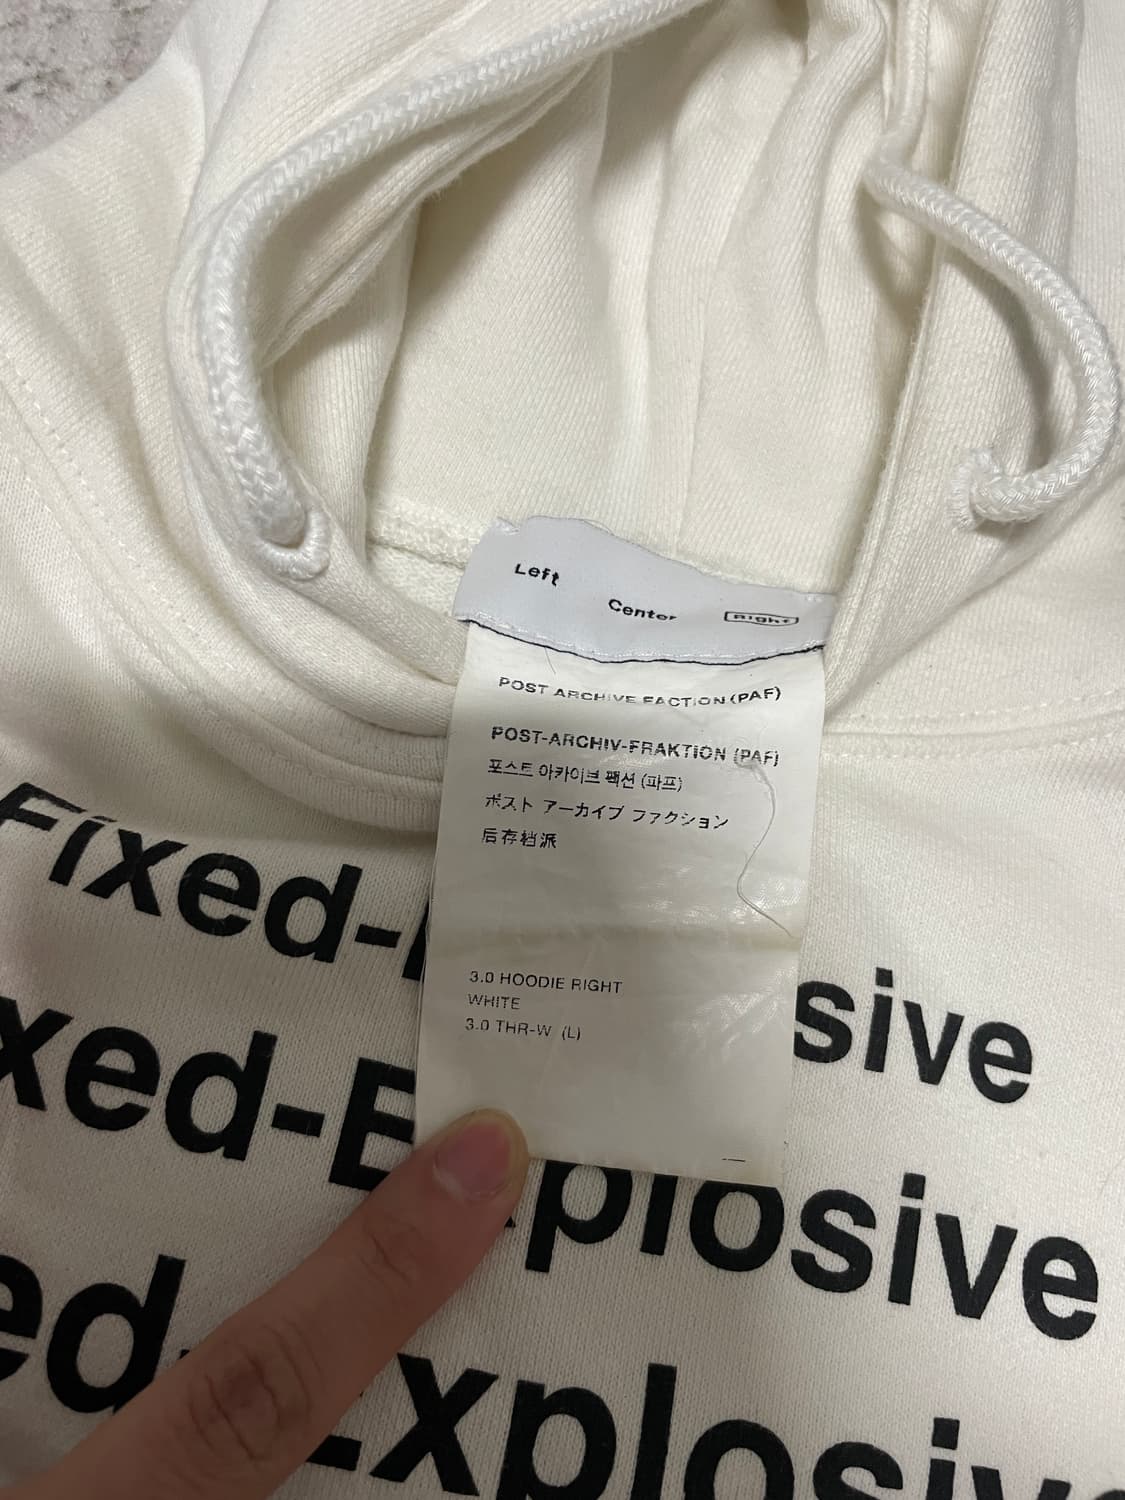 Left
Center
Right
POST ARCHIVE FACTION (PAF)
POST-ARCHIV-FRAKTION (PAF)
포스트 아카이브 팩션 (파프)
ポスト アーカイブ ファクション
后存档派
3.0 HOODIE RIGHT
WHITE
3.0 THR-W (L)
Fixed- sive
xed-Explosive
ed-Explosive